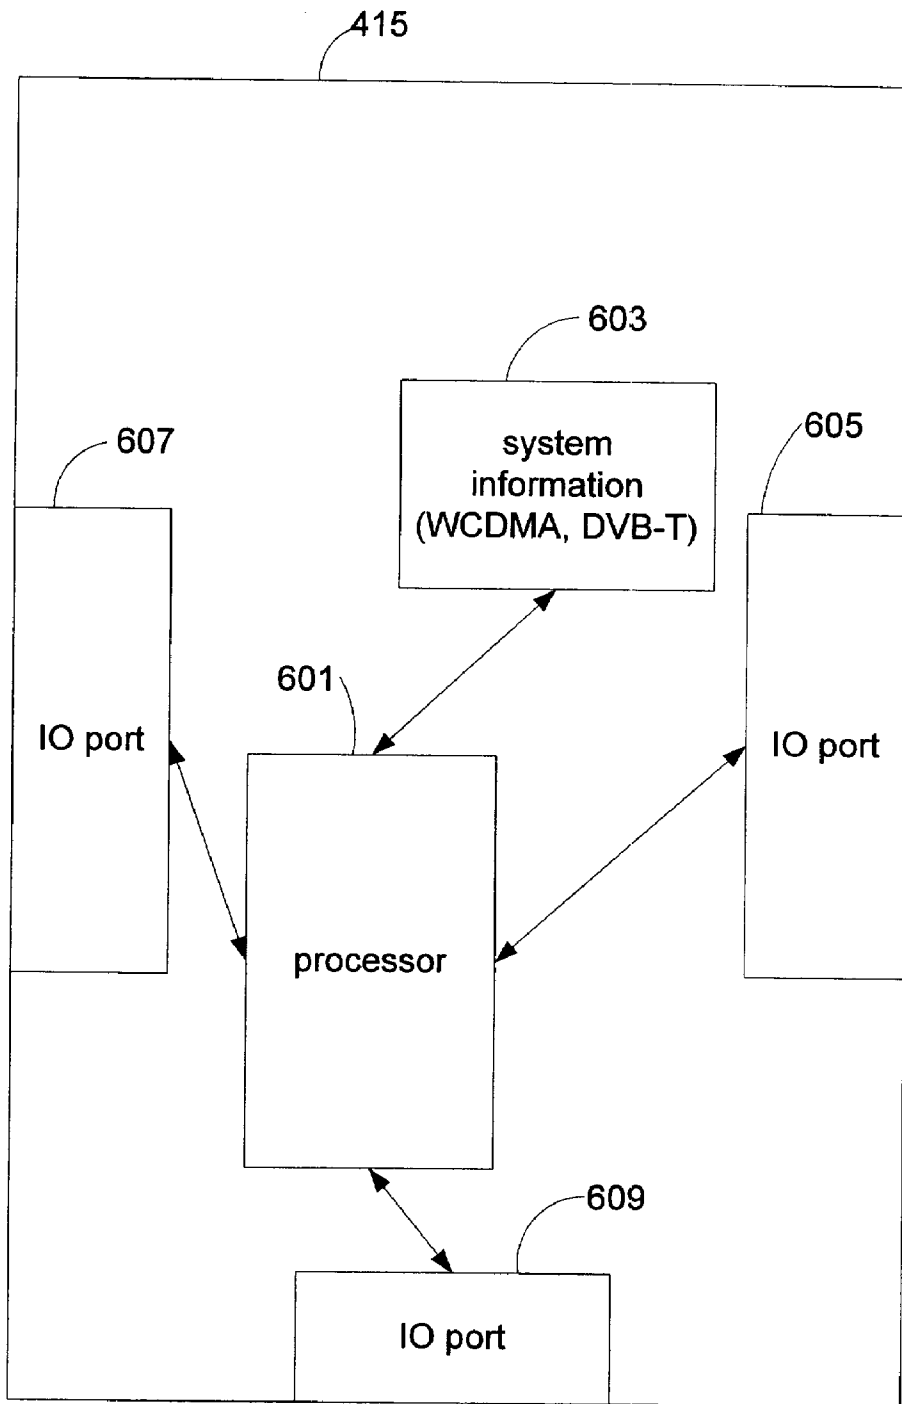 415
603
system
information
(WCDMA, DVB-T)
607
605
601
IO port
IO port
processor
609
IO port